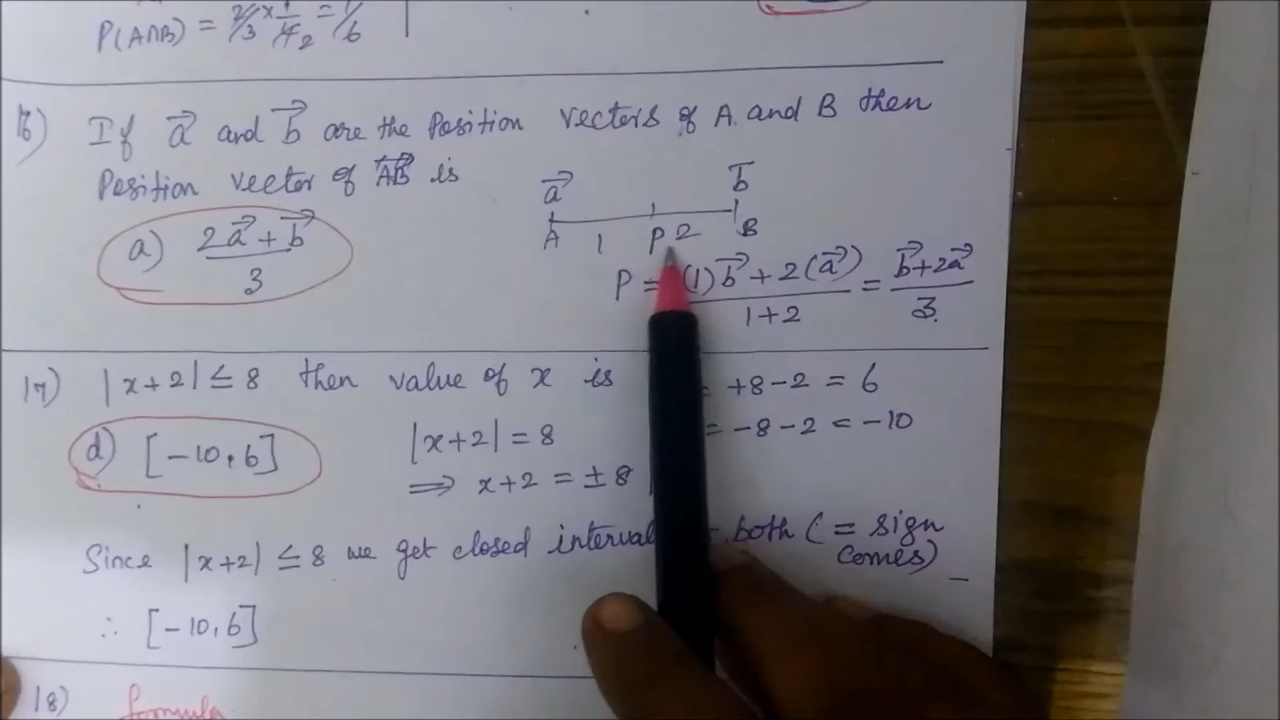 P(A∩B) = 2/3 × 1/4 2 = 1/6
16) If a⃗ and b⃗ are the Position vectors of A and B then
Position vector of AB is
a⃗ b̅
A 1 P 2 B
a) 2a⃗ + b⃗ / 3
P = (1)b⃗ + 2(a⃗) / 1+2 = b⃗+2a⃗ / 3.
17) |x+2| ≤ 8 then value of x is = +8-2 = 6
d) [-10, 6] |x+2| = 8 = -8-2 = -10
⟹ x+2 = ±8
Since |x+2| ≤ 8 we get closed interval both ( = sign
comes)
∴ [-10, 6]
18) formula